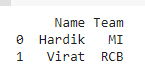 Name Team
0 Hardik MI
1 Virat RCB